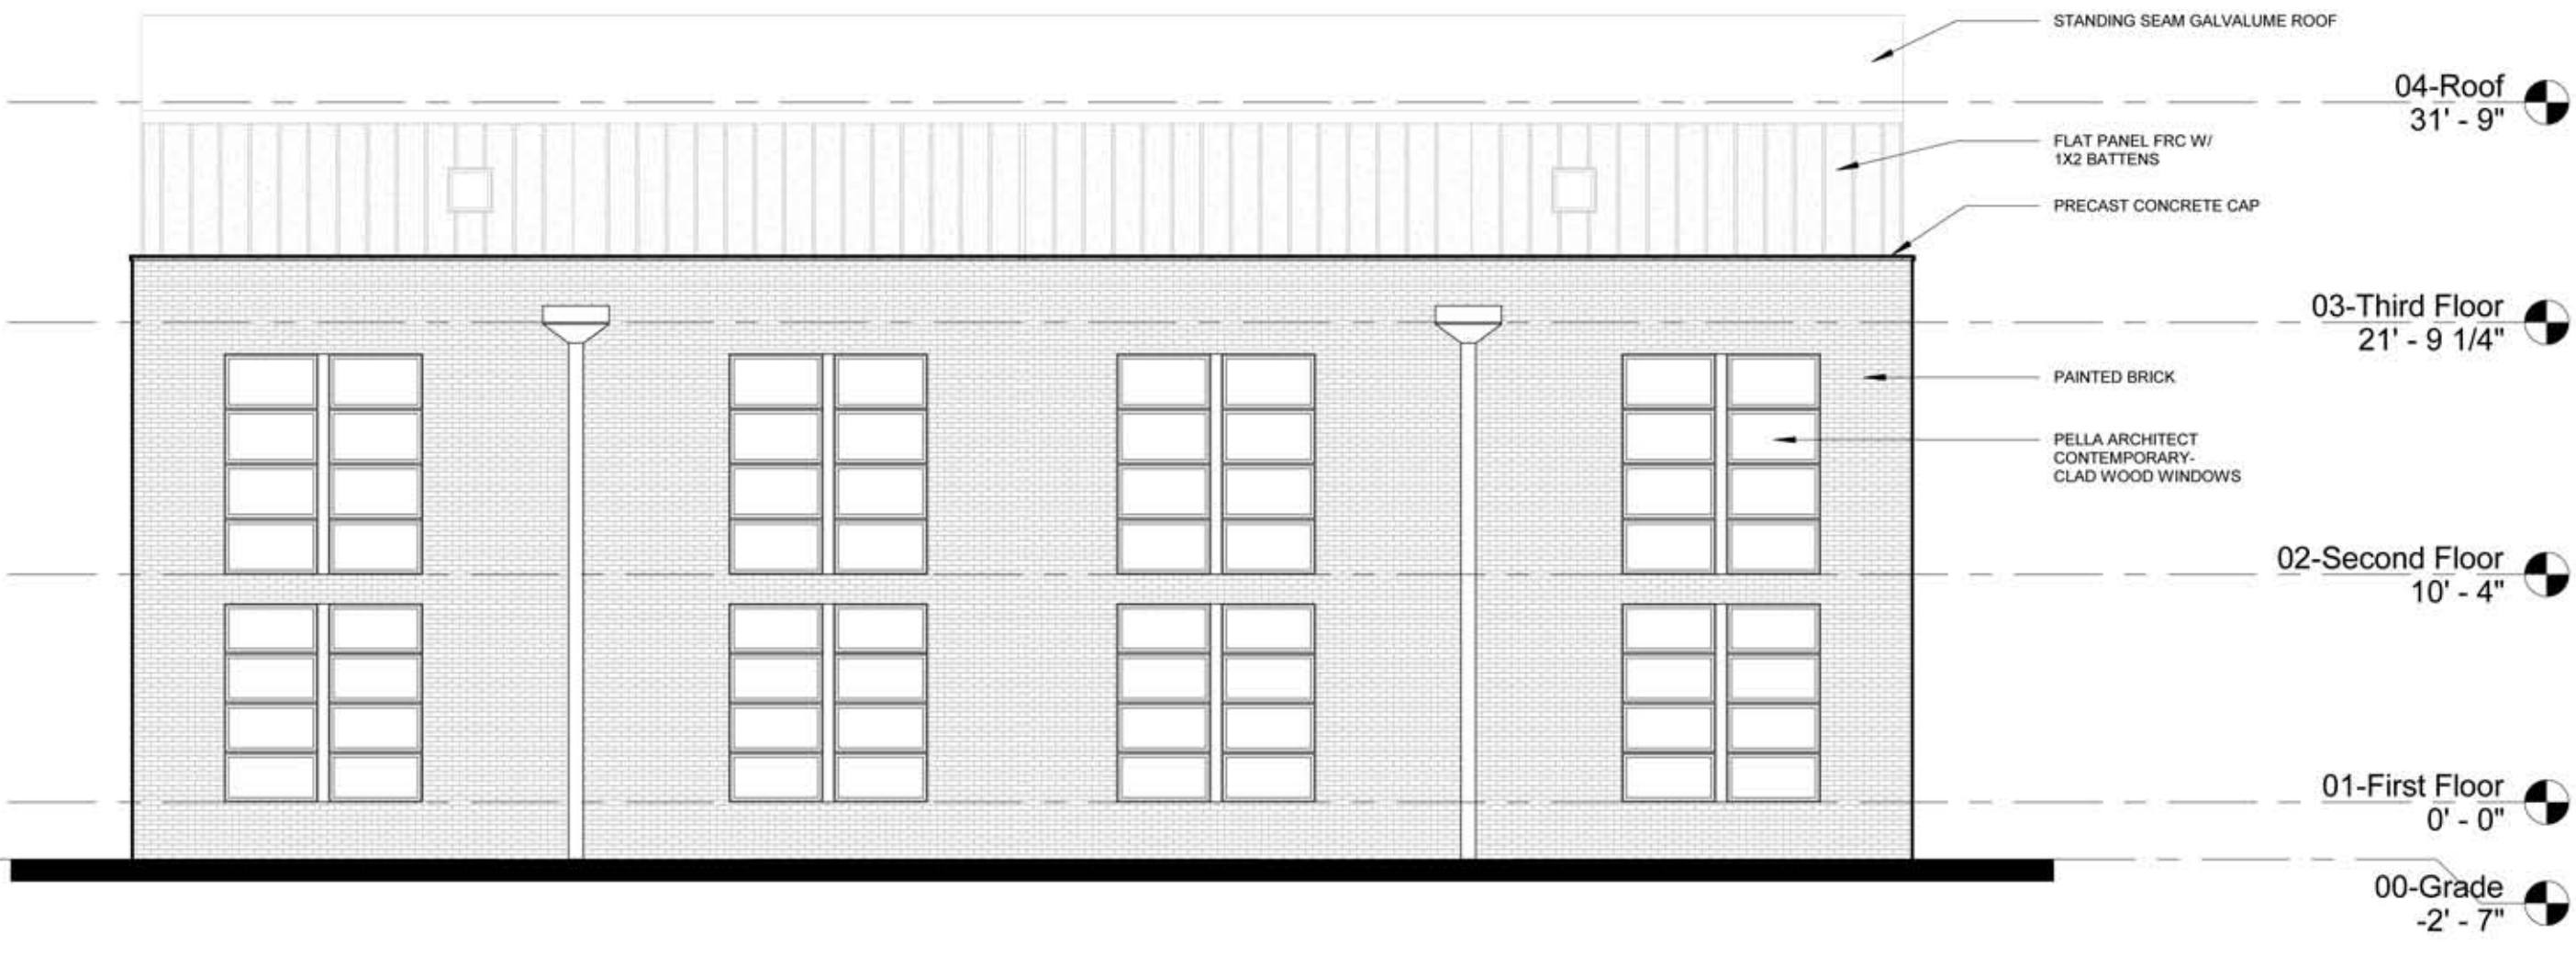 STANDING SEAM GALVALUME ROOF
04-Roof
31' - 9"
FLAT PANEL FRC W/
1X2 BATTENS
PRECAST CONCRETE CAP
03-Third Floor
21' - 9 1/4"
PAINTED BRICK
PELLA ARCHITECT
CONTEMPORARY-
CLAD WOOD WINDOWS
02-Second Floor
10' - 4"
01-First Floor
0' - 0"
00-Grade
-2' - 7"